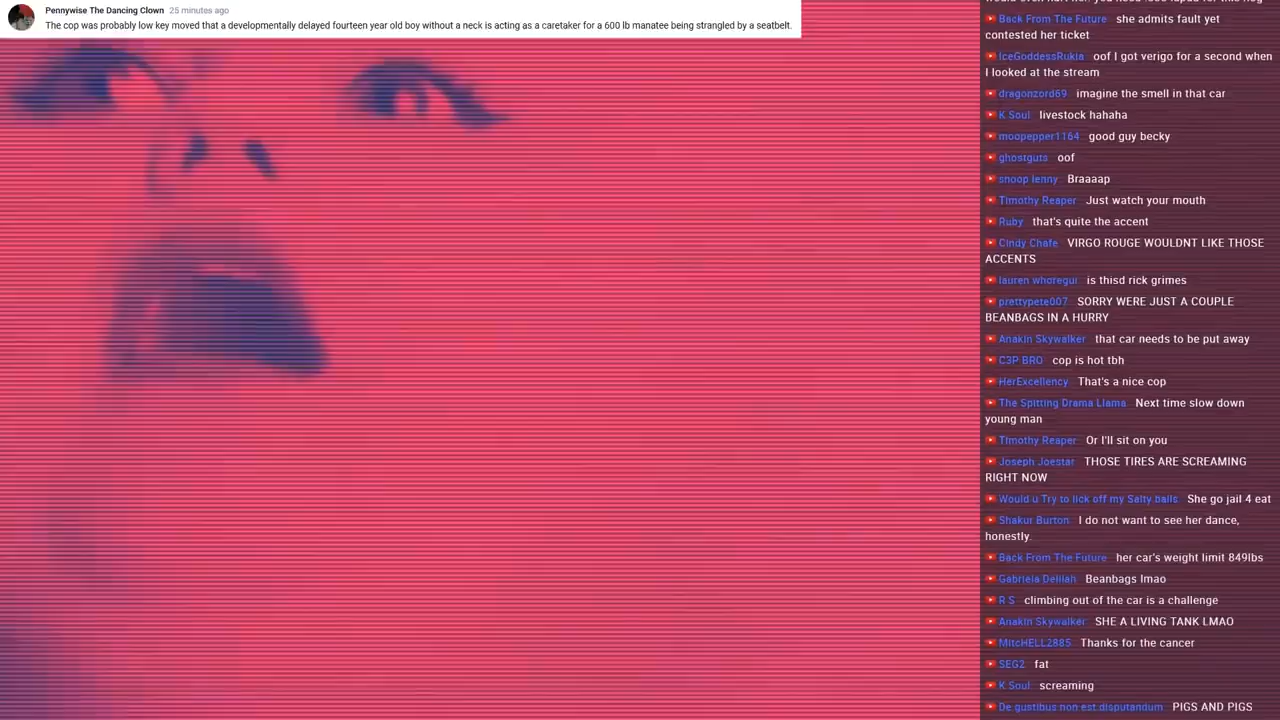 Pennywise The Dancing Clown 25 minutes ago
The cop was probably low key moved that a developmentally delayed fourteen year old boy without a neck is acting as a caretaker for a 600 lb manatee being strangled by a seatbelt.
Back From The Future she admits fault yet
contested her ticket
IceGoddessRukia oof I got verigo for a second when
I looked at the stream
dragonzord69 imagine the smell in that car
K Soul livestock hahaha
moopepper1164 good guy becky
ghostguts oof
snoop lenny Braaaap
Timothy Reaper Just watch your mouth
Ruby that's quite the accent
Cindy Chafe VIRGO ROUGE WOULDNT LIKE THOSE
ACCENTS
lauren whoregui is thisd rick grimes
prettypete007 SORRY WERE JUST A COUPLE
BEANBAGS IN A HURRY
Anakin Skywalker that car needs to be put away
C3P BRO cop is hot tbh
HerExcellency That's a nice cop
The Spitting Drama Llama Next time slow down
young man
Timothy Reaper Or I'll sit on you
Joseph Joestar THOSE TIRES ARE SCREAMING
RIGHT NOW
Would u Try to lick off my Salty balls She go jail 4 eat
Shakur Burton I do not want to see her dance,
honestly.
Back From The Future her car's weight limit 849lbs
Gabriela Delilah Beanbags lmao
R S climbing out of the car is a challenge
Anakin Skywalker SHE A LIVING TANK LMAO
MitcHELL2885 Thanks for the cancer
SEG2 fat
K Soul screaming
De gustibus non est disputandum PIGS AND PIGS